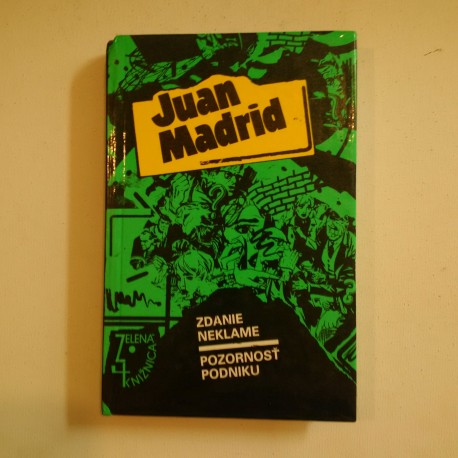 Juan
Madrid
ZDANIE
NEKLAME
POZORNOSŤ
PODNIKU
ZELENÁ
KNIŽNICA